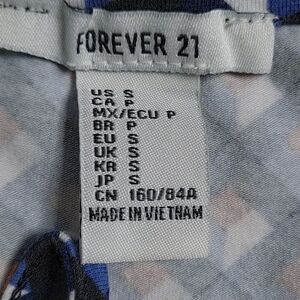 FOREVER 21
US S
CA P
MX/ECU P
BR P
EU S
UK S
KR S
JP S
CN 160/84A
MADE IN VIETNAM